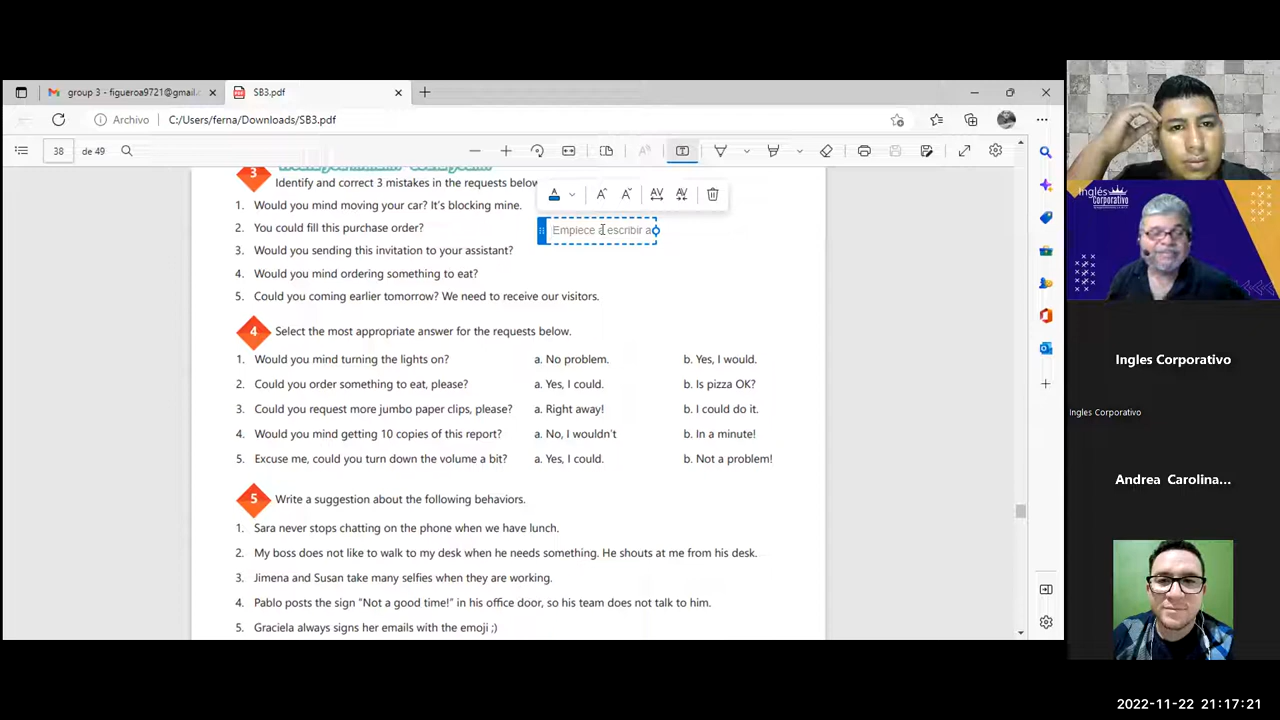 group 3 - figueroa9721@gmail.c
SB3.pdf
Archivo
C:/Users/ferna/Downloads/SB3.pdf
38 de 49
3
Identify and correct 3 mistakes in the requests below
1. Would you mind moving your car? It's blocking mine.
2. You could fill this purchase order?
Empiece a escribir a
3. Would you sending this invitation to your assistant?
4. Would you mind ordering something to eat?
5. Could you coming earlier tomorrow? We need to receive our visitors.
4 Select the most appropriate answer for the requests below.
1. Would you mind turning the lights on? a. No problem. b. Yes, I would.
2. Could you order something to eat, please? a. Yes, I could. b. Is pizza OK?
3. Could you request more jumbo paper clips, please? a. Right away! b. I could do it.
4. Would you mind getting 10 copies of this report? a. No, I wouldn't b. In a minute!
5. Excuse me, could you turn down the volume a bit? a. Yes, I could. b. Not a problem!
5 Write a suggestion about the following behaviors.
1. Sara never stops chatting on the phone when we have lunch.
2. My boss does not like to walk to my desk when he needs something. He shouts at me from his desk.
3. Jimena and Susan take many selfies when they are working.
4. Pablo posts the sign "Not a good time!" in his office door, so his team does not talk to him.
5. Graciela always signs her emails with the emoji ;)
Inglés
Corporativo
Ingles Corporativo
Ingles Corporativo
Andrea Carolina...
2022-11-22 21:17:21